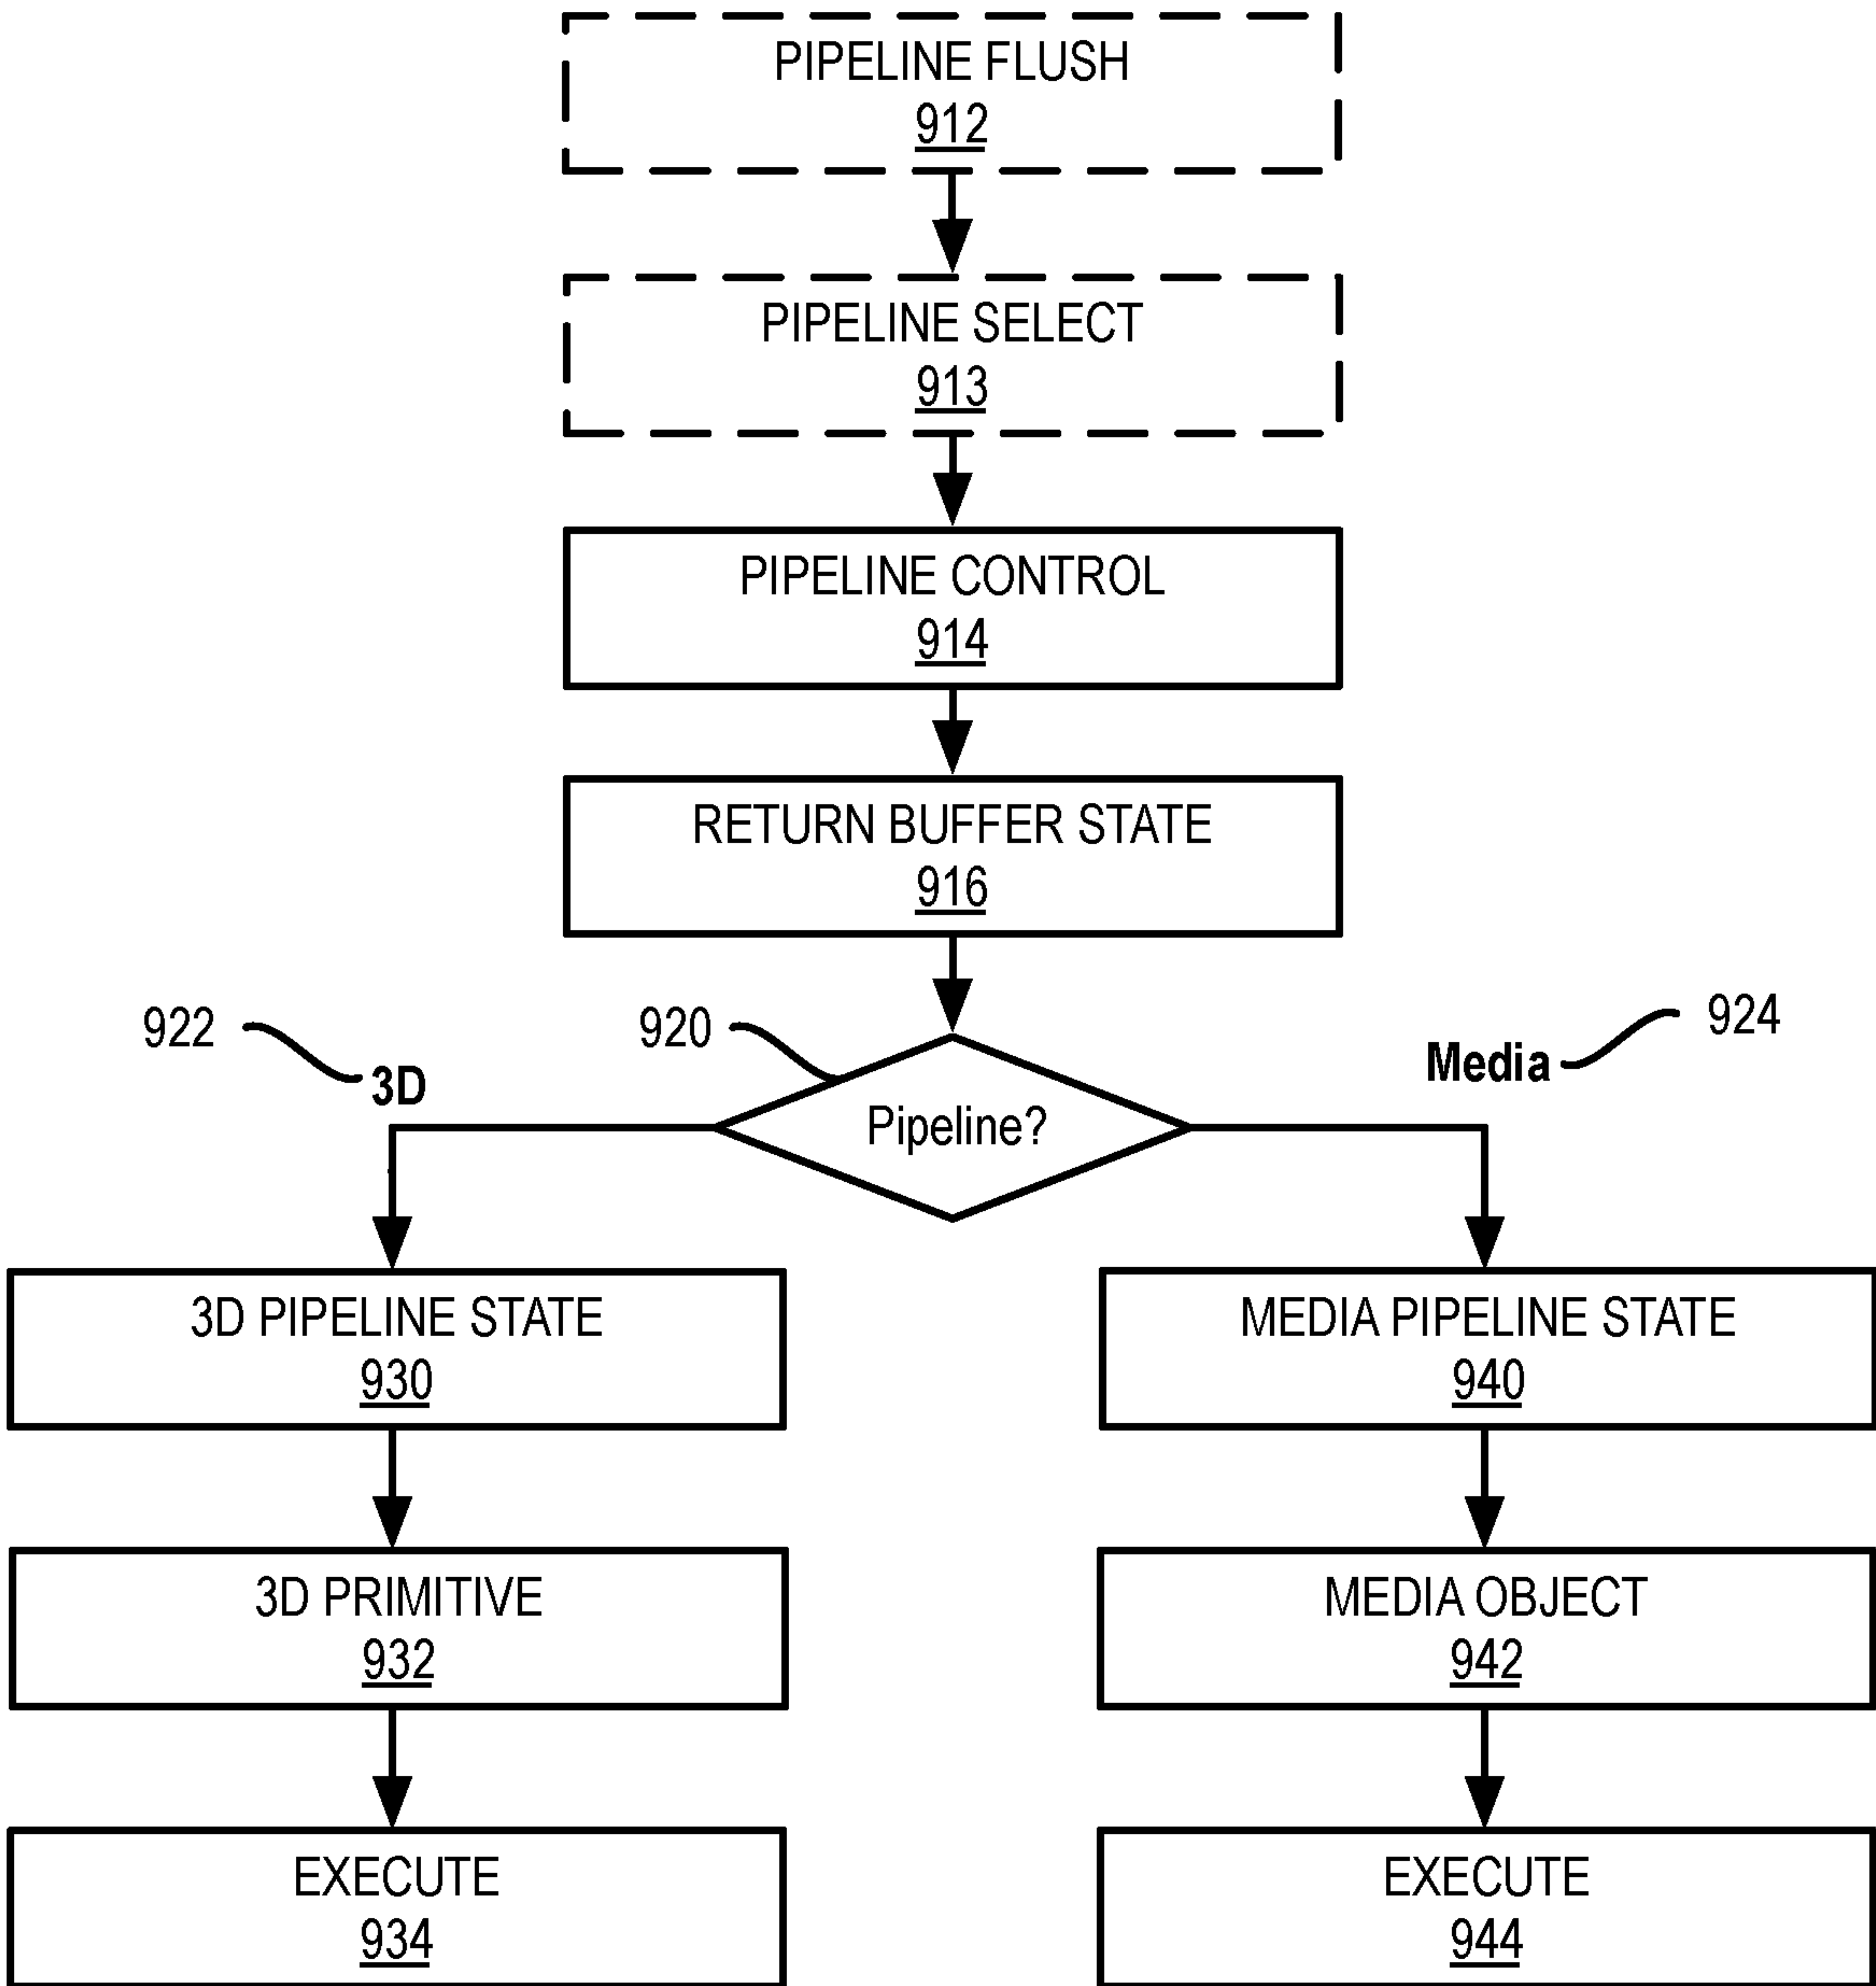 PIPELINE FLUSH
912
PIPELINE SELECT
913
PIPELINE CONTROL
914
RETURN BUFFER STATE
916
922
3D
920
Media
924
Pipeline?
3D PIPELINE STATE
930
MEDIA PIPELINE STATE
940
3D PRIMITIVE
932
MEDIA OBJECT
942
EXECUTE
934
EXECUTE
944